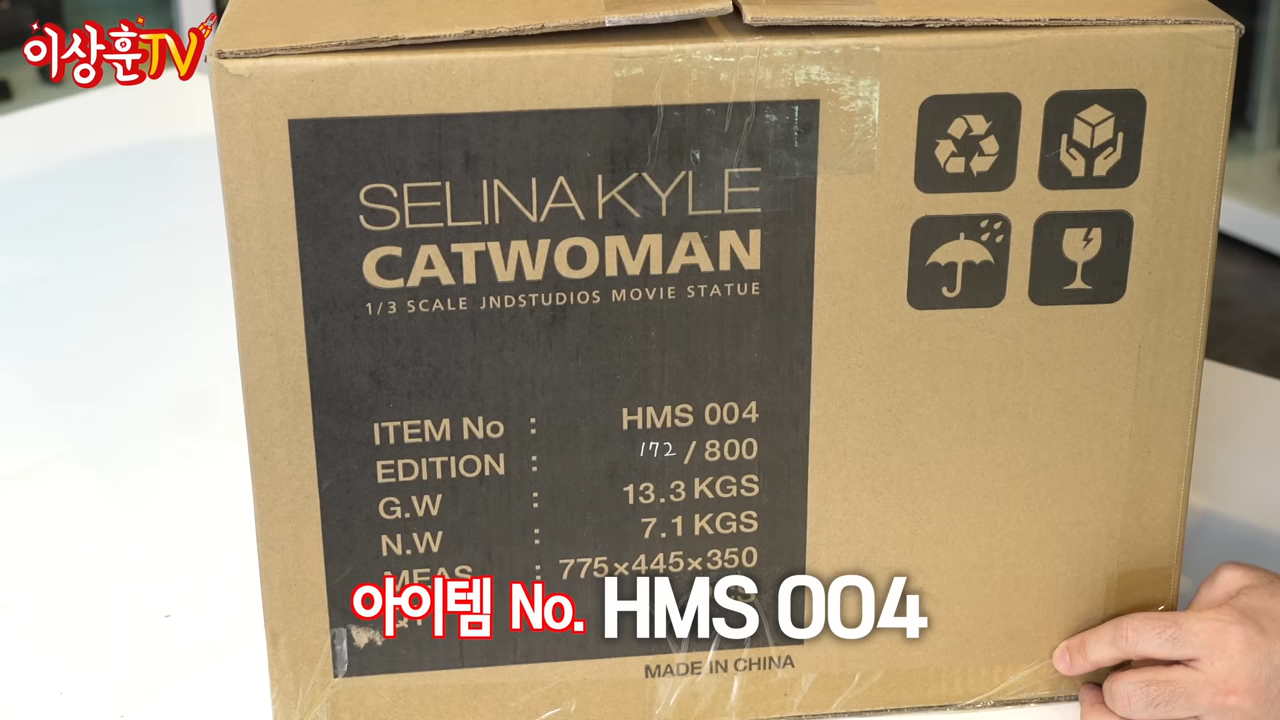 이상훈TV
SELINA KYLE
CATWOMAN
1/3 SCALE JNDSTUDIOS MOVIE STATUE
ITEM No : HMS 004
EDITION : 172 / 800
G.W : 13.3 KGS
N.W : 7.1 KGS
MEAS : 775×445×350
아이템 No. HMS 004
MADE IN CHINA